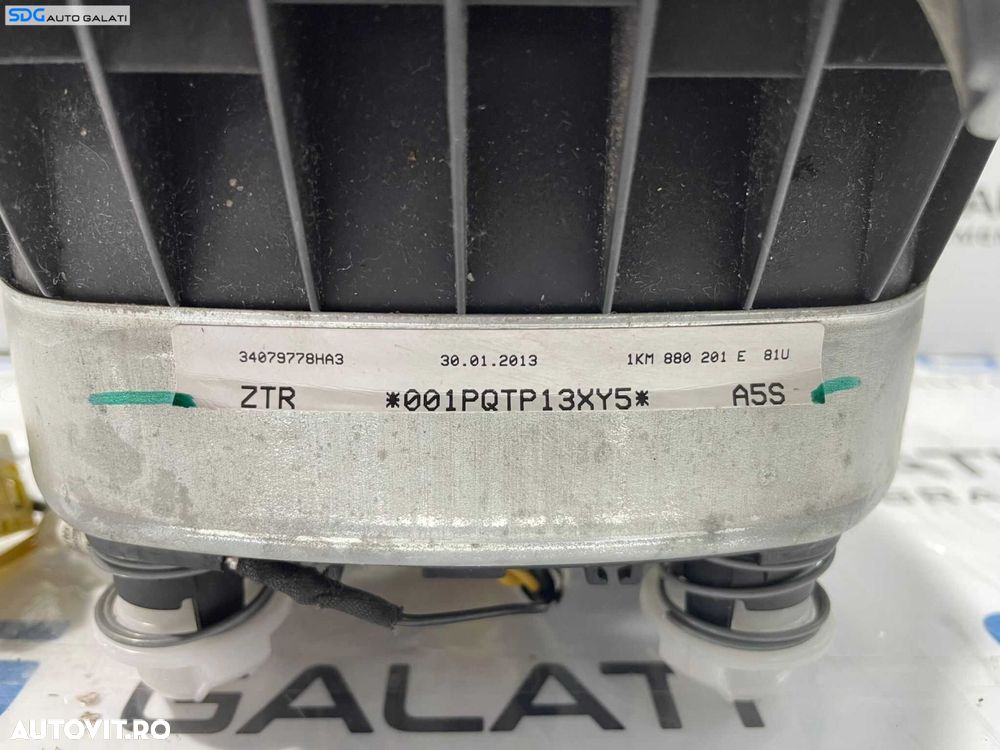 SDG AUTO GALATI
34079778HA3 30.01.2013 1KM 880 201 E 81U
ZTR *001PQTP13XY5* A5S
GALATI
AUTOVIT.RO